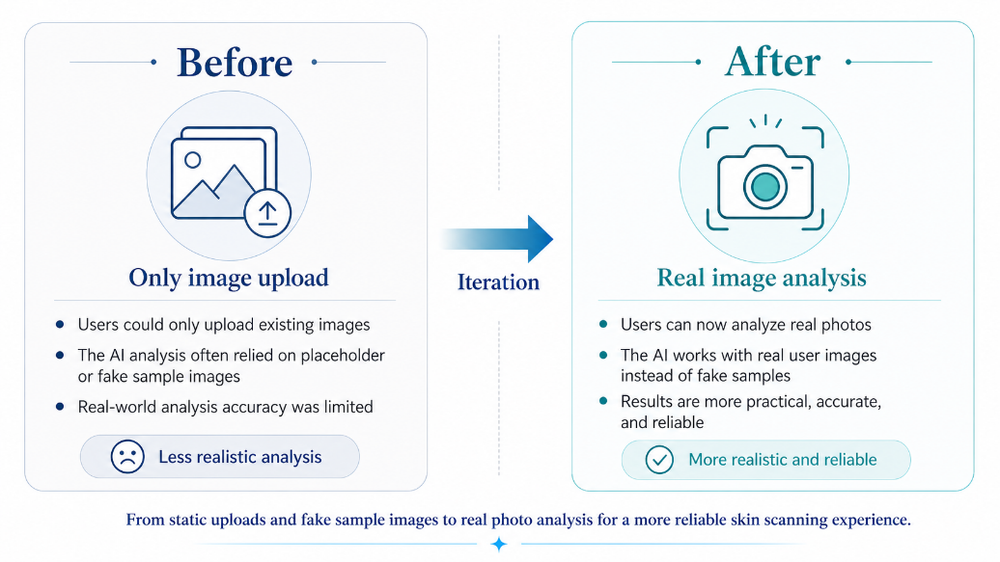 Before
Only image upload
Users could only upload existing images
The AI analysis often relied on placeholder
or fake sample images
Real-world analysis accuracy was limited
Less realistic analysis
Iteration
After
Real image analysis
Users can now analyze real photos
The AI works with real user images
instead of fake samples
Results are more practical, accurate,
and reliable
More realistic and reliable
From static uploads and fake sample images to real photo analysis for a more reliable skin scanning experience.